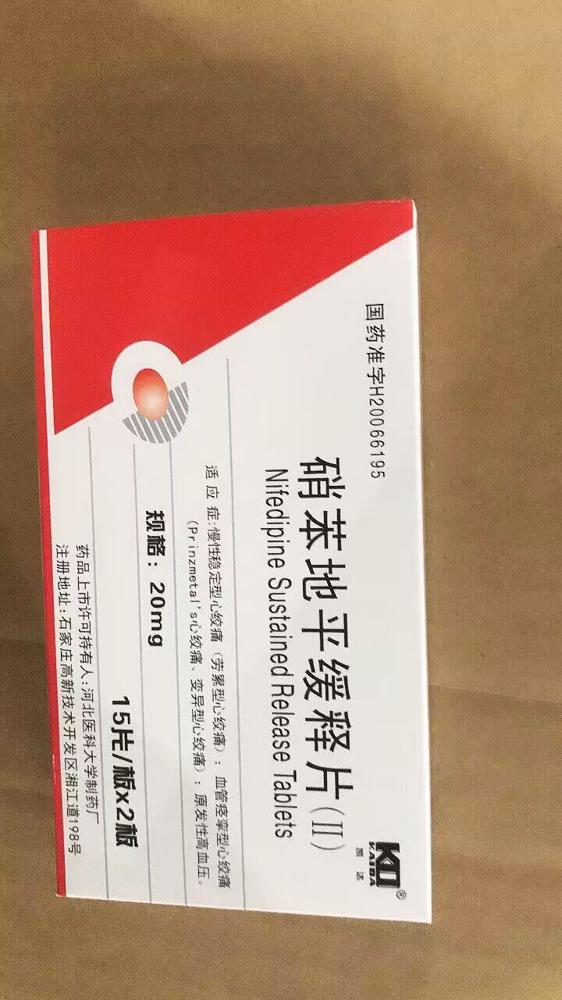 国药准字H20066195
KD®
KAIDA
凯达
硝苯地平缓释片(II)
Nifedipine Sustained Release Tablets
适应症:慢性稳定型心绞痛(劳累型心绞痛);血管痉挛型心绞痛
(Prinzmetal's心绞痛、变异型心绞痛);原发性高血压。
规格:20mg
15片/板x2板
药品上市许可持有人:河北医科大学制药厂
注册地址:石家庄高新技术开发区湘江道198号